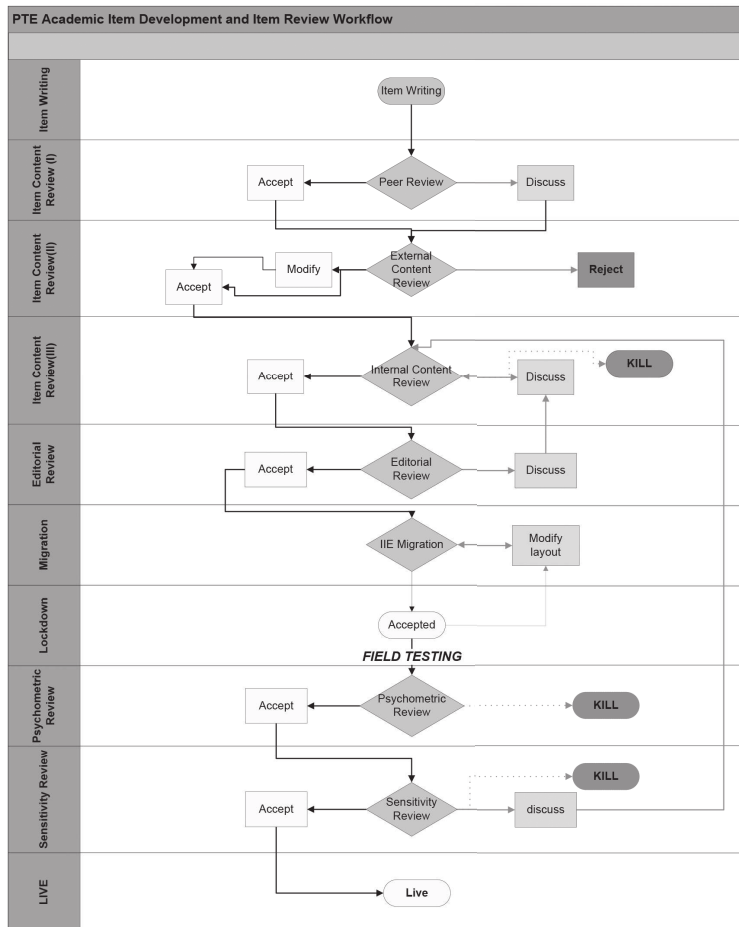 PTE Academic Item Development and Item Review Workflow
Item Writing
Item Writing
Item Content
Review (I)
Accept
Peer Review
Discuss
Item Content
Review(II)
Accept
Modify
External
Content
Review
Reject
Item Content
Review(III)
Accept
Internal Content
Review
Discuss
KILL
Editorial
Review
Accept
Editorial
Review
Discuss
Migration
IIE Migration
Modify
layout
Lockdown
Accepted
FIELD TESTING
Psychometric
Review
Accept
Psychometric
Review
KILL
Sensitivity Review
Accept
Sensitivity
Review
discuss
KILL
LIVE
Live